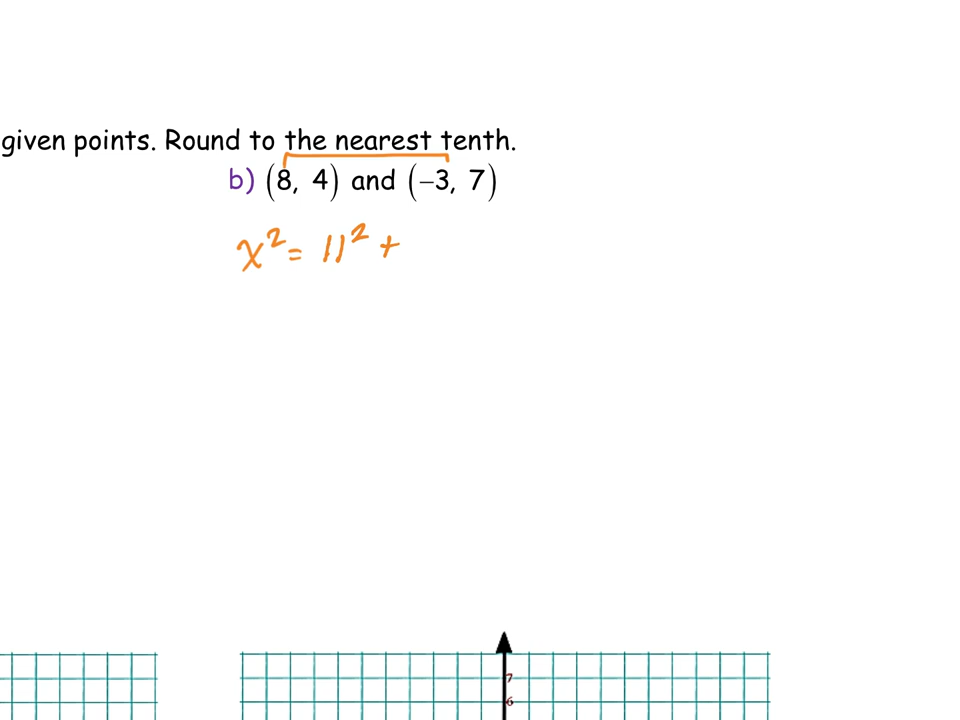 given points. Round to the nearest tenth.
b) (8, 4) and (−3, 7)
x² = 11² +
7
6